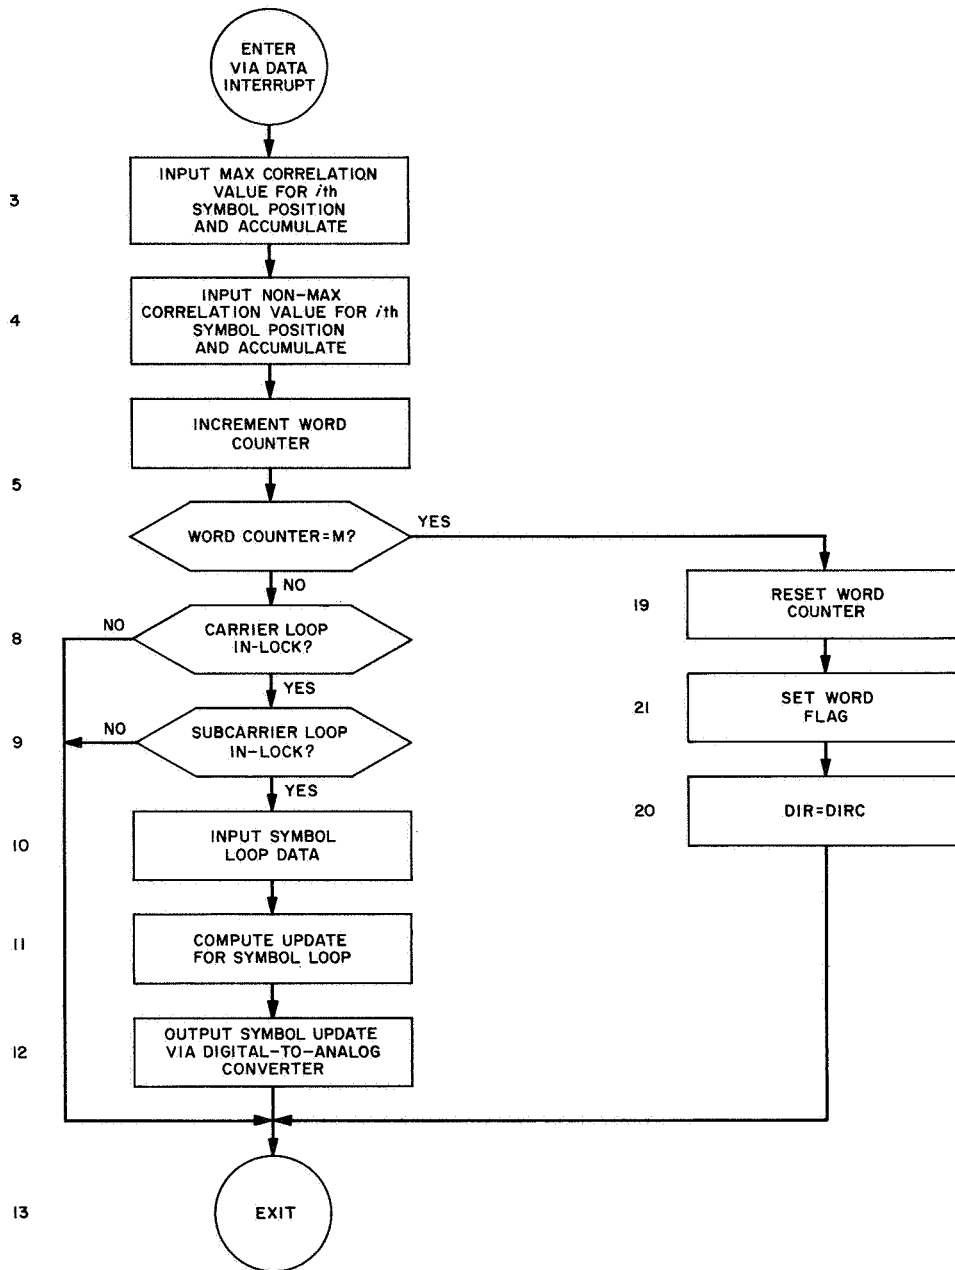 ENTER
VIA DATA
INTERRUPT
3
INPUT MAX CORRELATION
VALUE FOR ith
SYMBOL POSITION
AND ACCUMULATE
4
INPUT NON-MAX
CORRELATION VALUE FOR ith
SYMBOL POSITION
AND ACCUMULATE
INCREMENT WORD
COUNTER
5
WORD COUNTER=M?
YES
NO
19
RESET WORD
COUNTER
8
NO
CARRIER LOOP
IN-LOCK?
YES
21
SET WORD
FLAG
9
NO
SUBCARRIER LOOP
IN-LOCK?
YES
20
DIR=DIRC
10
INPUT SYMBOL
LOOP DATA
11
COMPUTE UPDATE
FOR SYMBOL LOOP
12
OUTPUT SYMBOL UPDATE
VIA DIGITAL-TO-ANALOG
CONVERTER
13
EXIT